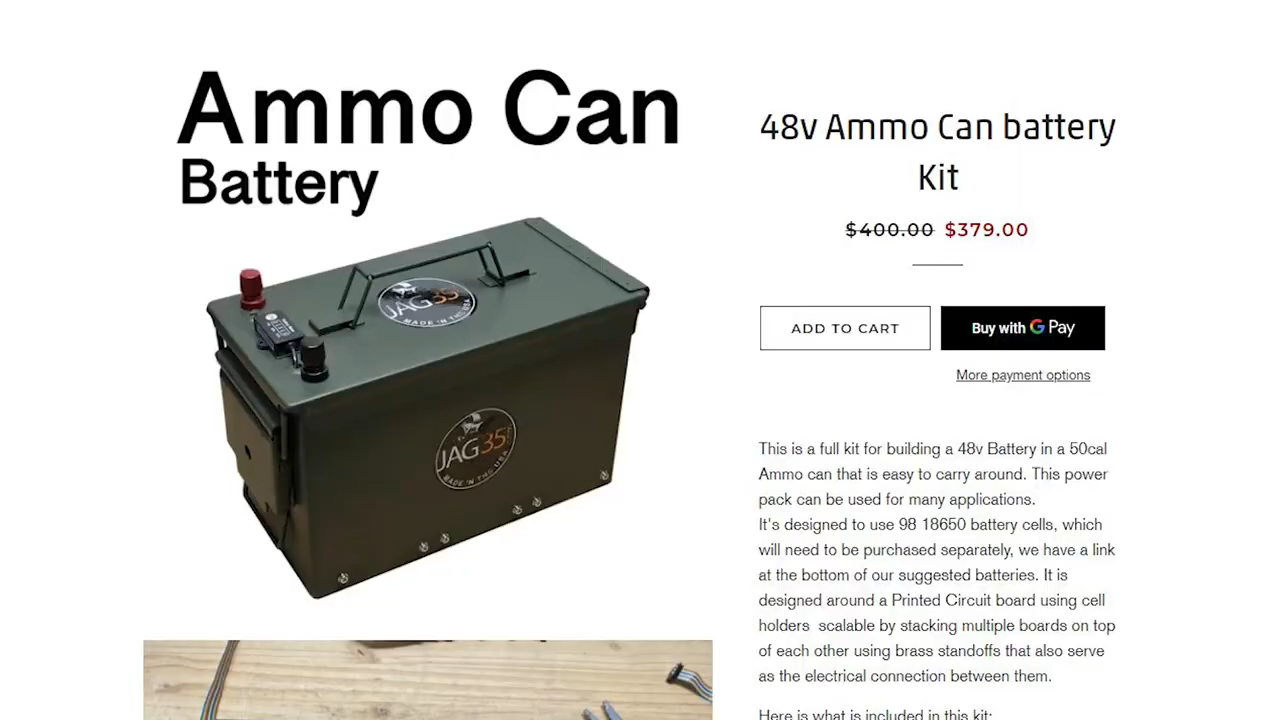 Ammo Can
Battery
48v Ammo Can battery
Kit
$400.00 $379.00
ADD TO CART
Buy with G Pay
More payment options
This is a full kit for building a 48v Battery in a 50cal
Ammo can that is easy to carry around. This power
pack can be used for many applications.
It's designed to use 98 18650 battery cells, which
will need to be purchased separately, we have a link
at the bottom of our suggested batteries. It is
designed around a Printed Circuit board using cell
holders scalable by stacking multiple boards on top
of each other using brass standoffs that also serve
as the electrical connection between them.
Here is what is included in this kit:
JAG35
MADE 'N THE USA
JAG35
MADE 'N THE USA